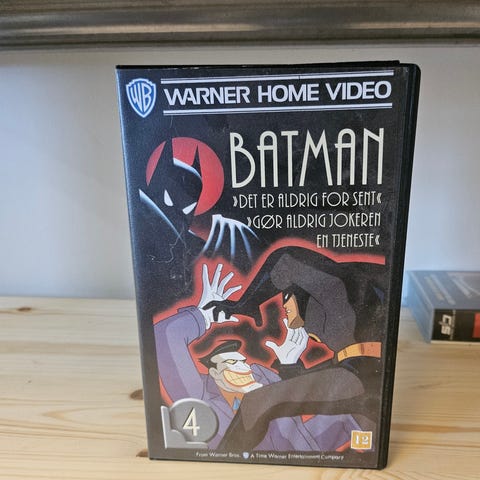 WB WARNER HOME VIDEO
BATMAN
»DET ER ALDRIG FOR SENT«
»GØR ALDRIG JOKEREN
EN TJENESTE«
4
12
From Warner Bros. WB A Time Warner Entertainment Company